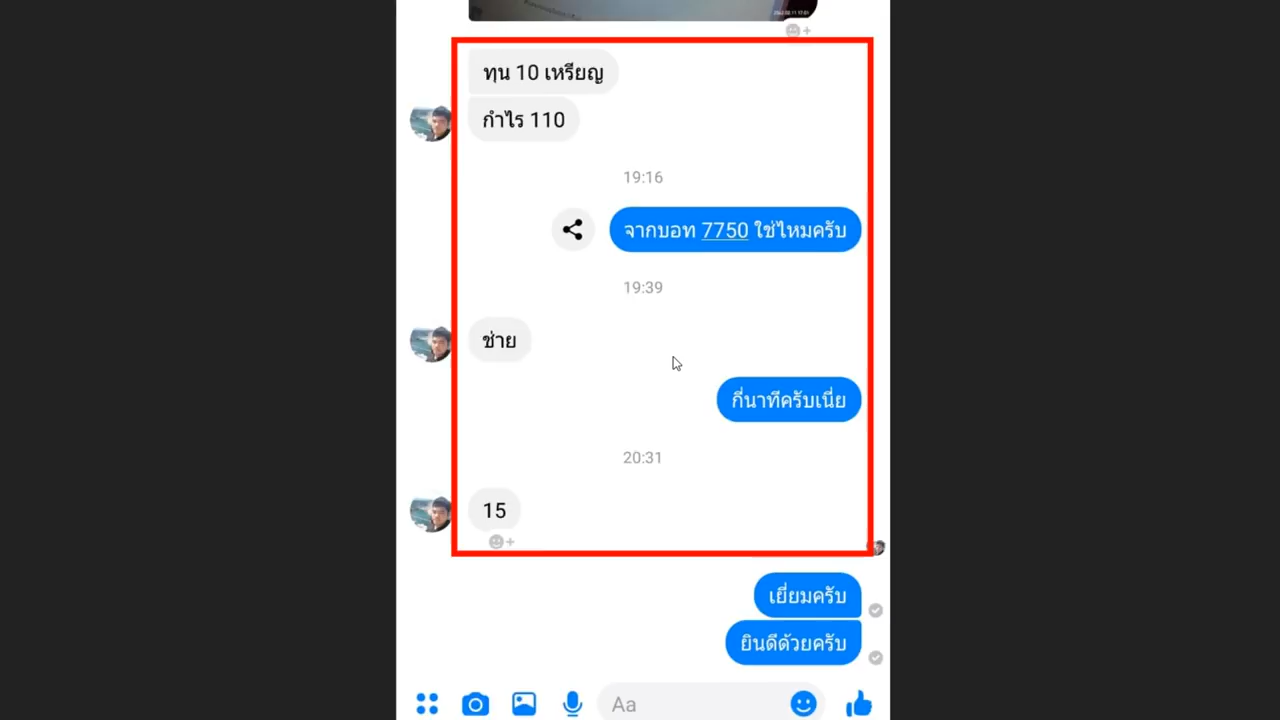 ทุน 10 เหรียญ
กำไร 110
19:16
จากบอท 7750 ใช่ไหมครับ
19:39
ช่าย
กี่นาทีครับเนี่ย
20:31
15
เยี่ยมครับ
ยินดีด้วยครับ
Aa